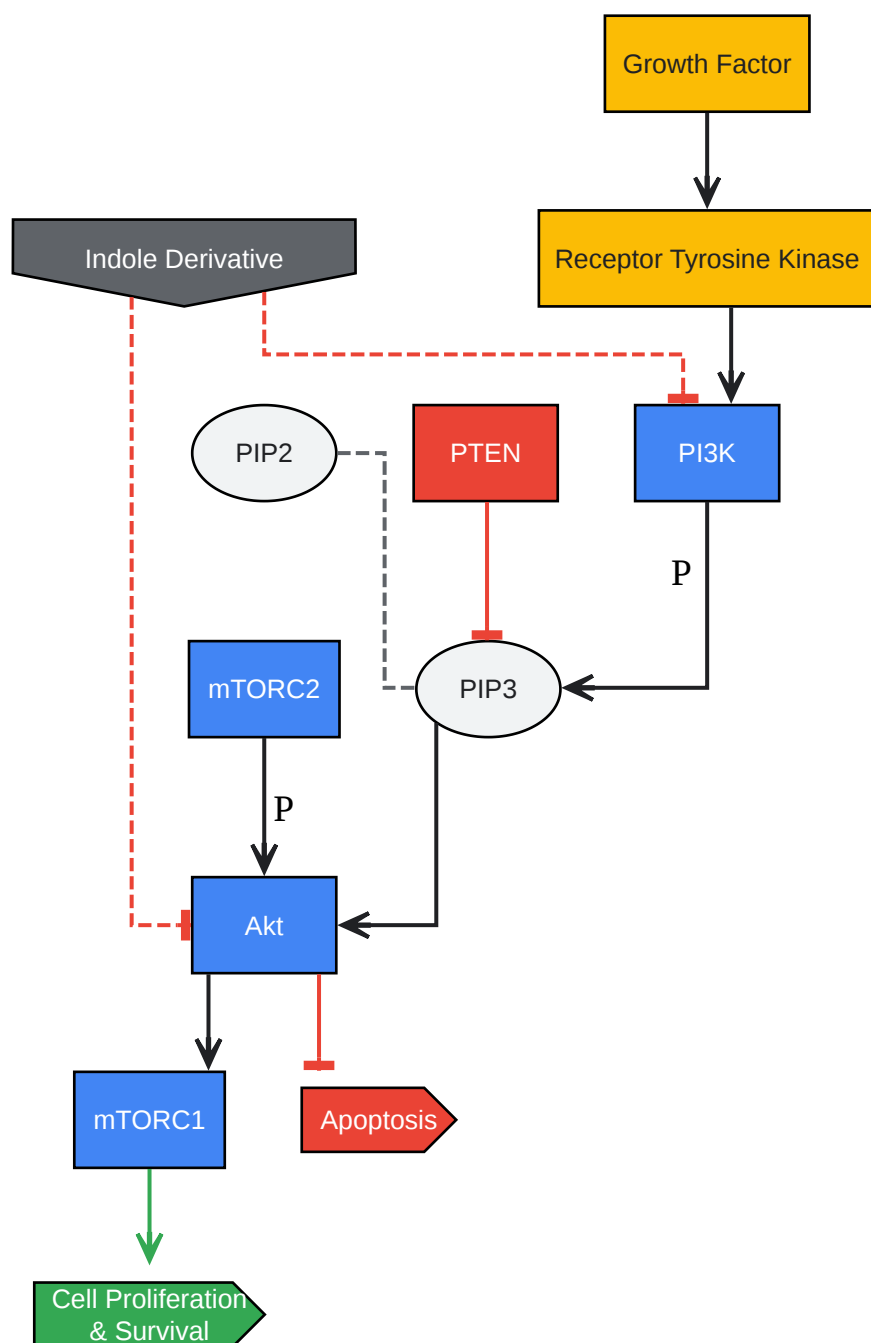 Growth Factor
Indole Derivative
Receptor Tyrosine Kinase
PIP2
PTEN
PI3K
P
mTORC2
PIP3
P
Akt
mTORC1
Apoptosis
Cell Proliferation
& Survival